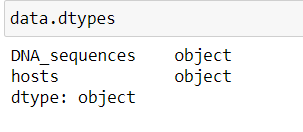 data.dtypes
DNA_sequences    object
hosts            object
dtype: object